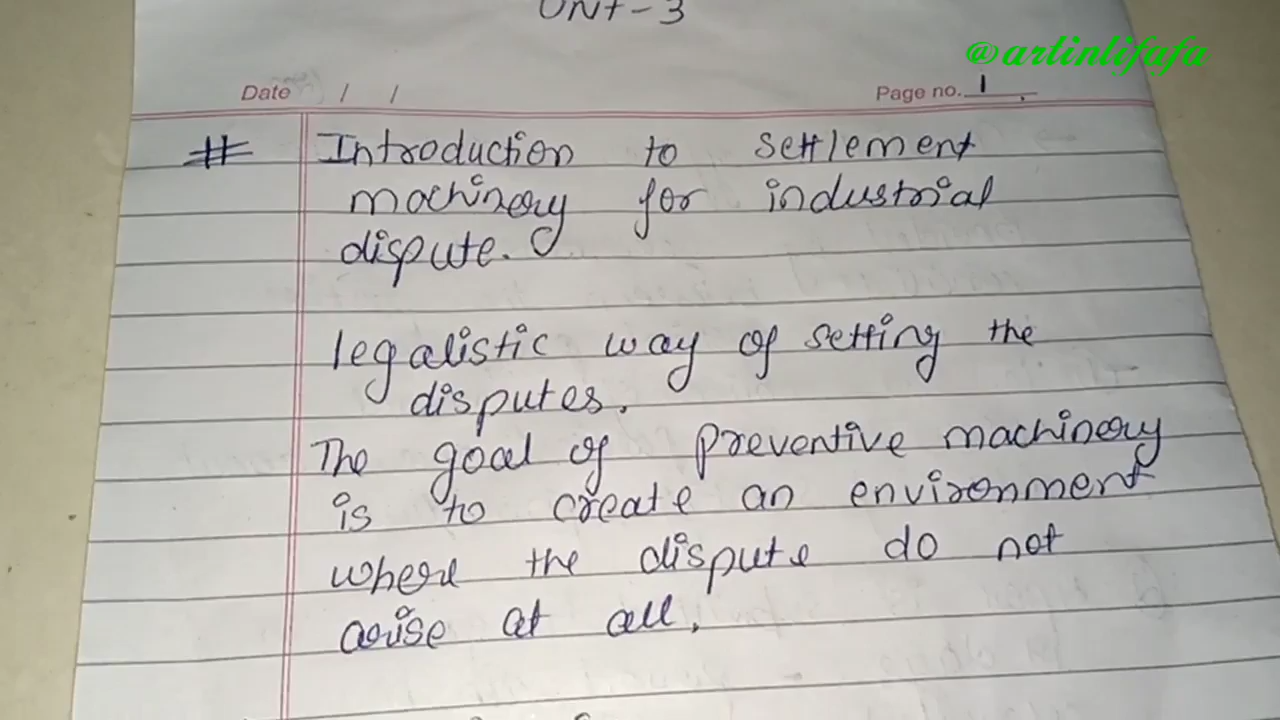 Unit-3
@artinlifafa
Date / /
Page no. 1
# Introduction to settlement
machinery for industrial
dispute.
legalistic way of setting the
disputes.
The goal of preventive machinery
is to create an environment
where the dispute do not
arise at all.